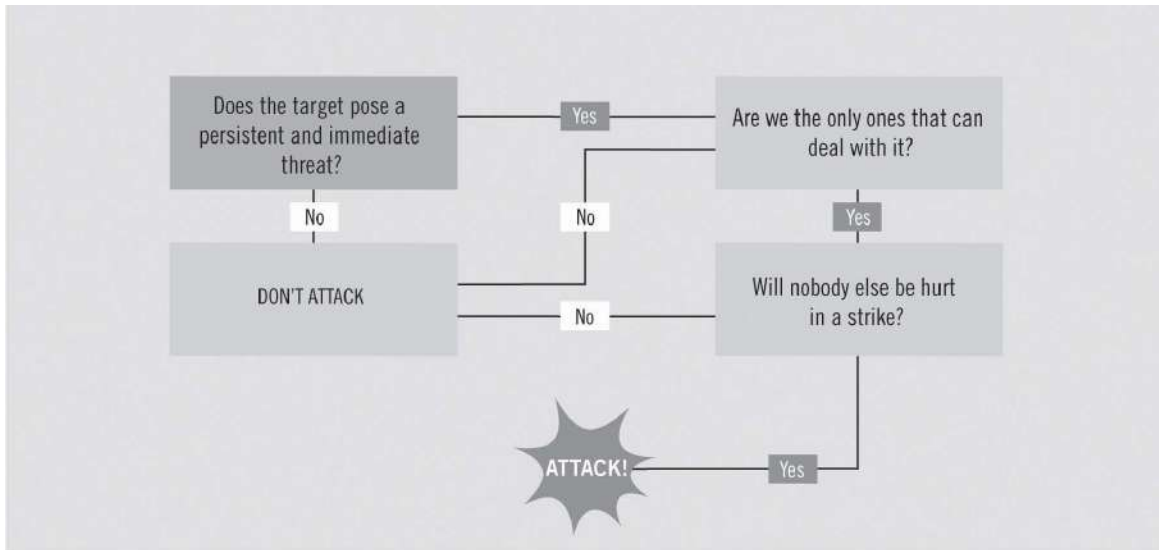 Does the target pose a
persistent and immediate
threat?
Yes
Are we the only ones that can
deal with it?
No
No
Yes
DON'T ATTACK
No
Will nobody else be hurt
in a strike?
ATTACK!
Yes